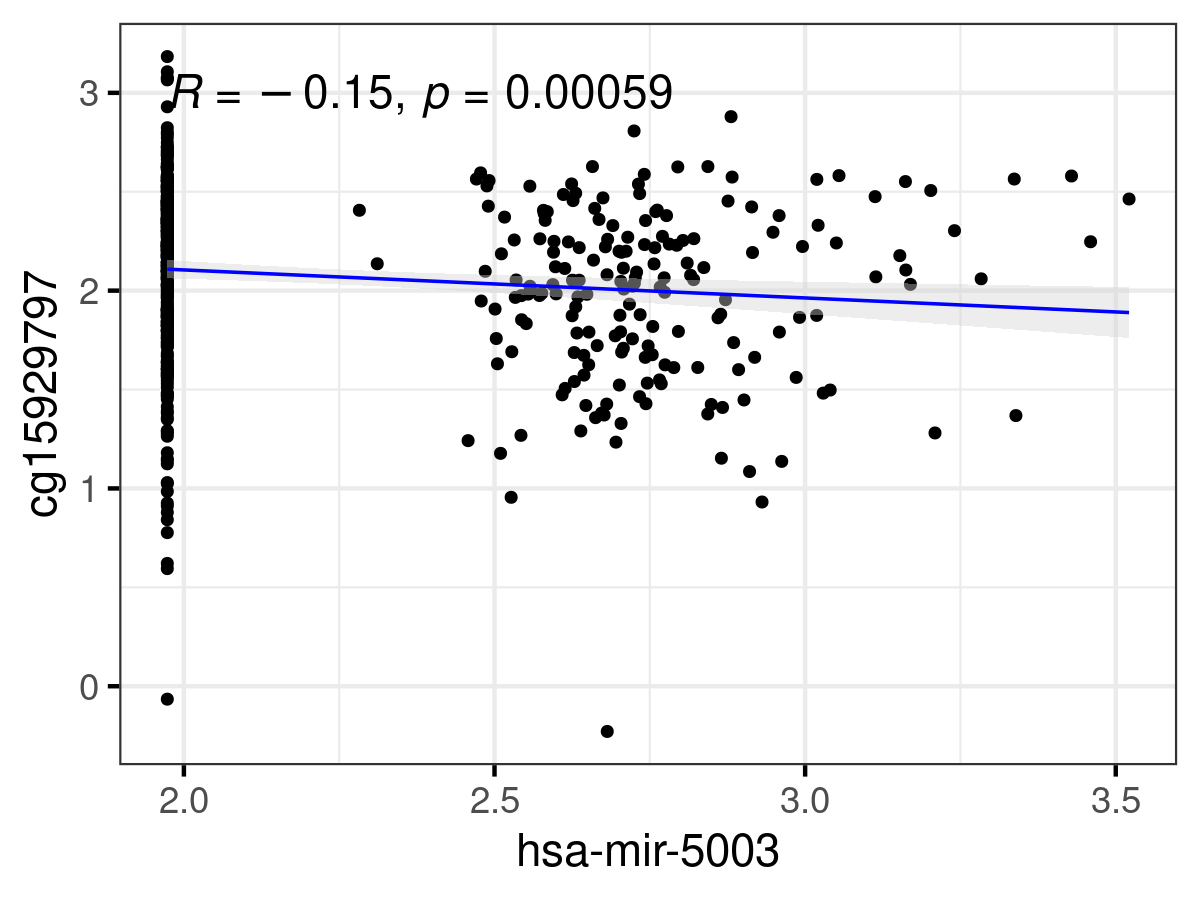 R = −0.15, p = 0.00059
3
2
1
0
cg15929797
2.0 2.5 3.0 3.5
hsa-mir-5003